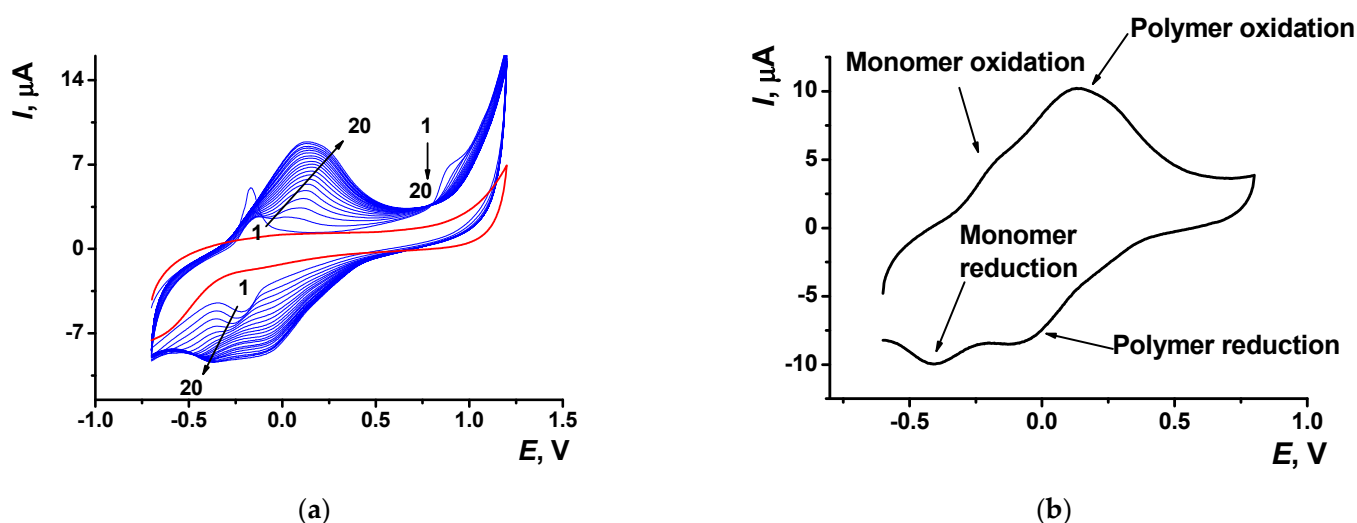 I, μA
14
7
0
-7
-1.0
-0.5
0.0
0.5
1.0
1.5
E, V
20
1
1
20
1
20
(a)
Polymer oxidation
Monomer oxidation
I, μA
10
5
0
-5
-10
Monomer
reduction
Polymer reduction
-0.5
0.0
0.5
1.0
E, V
(b)